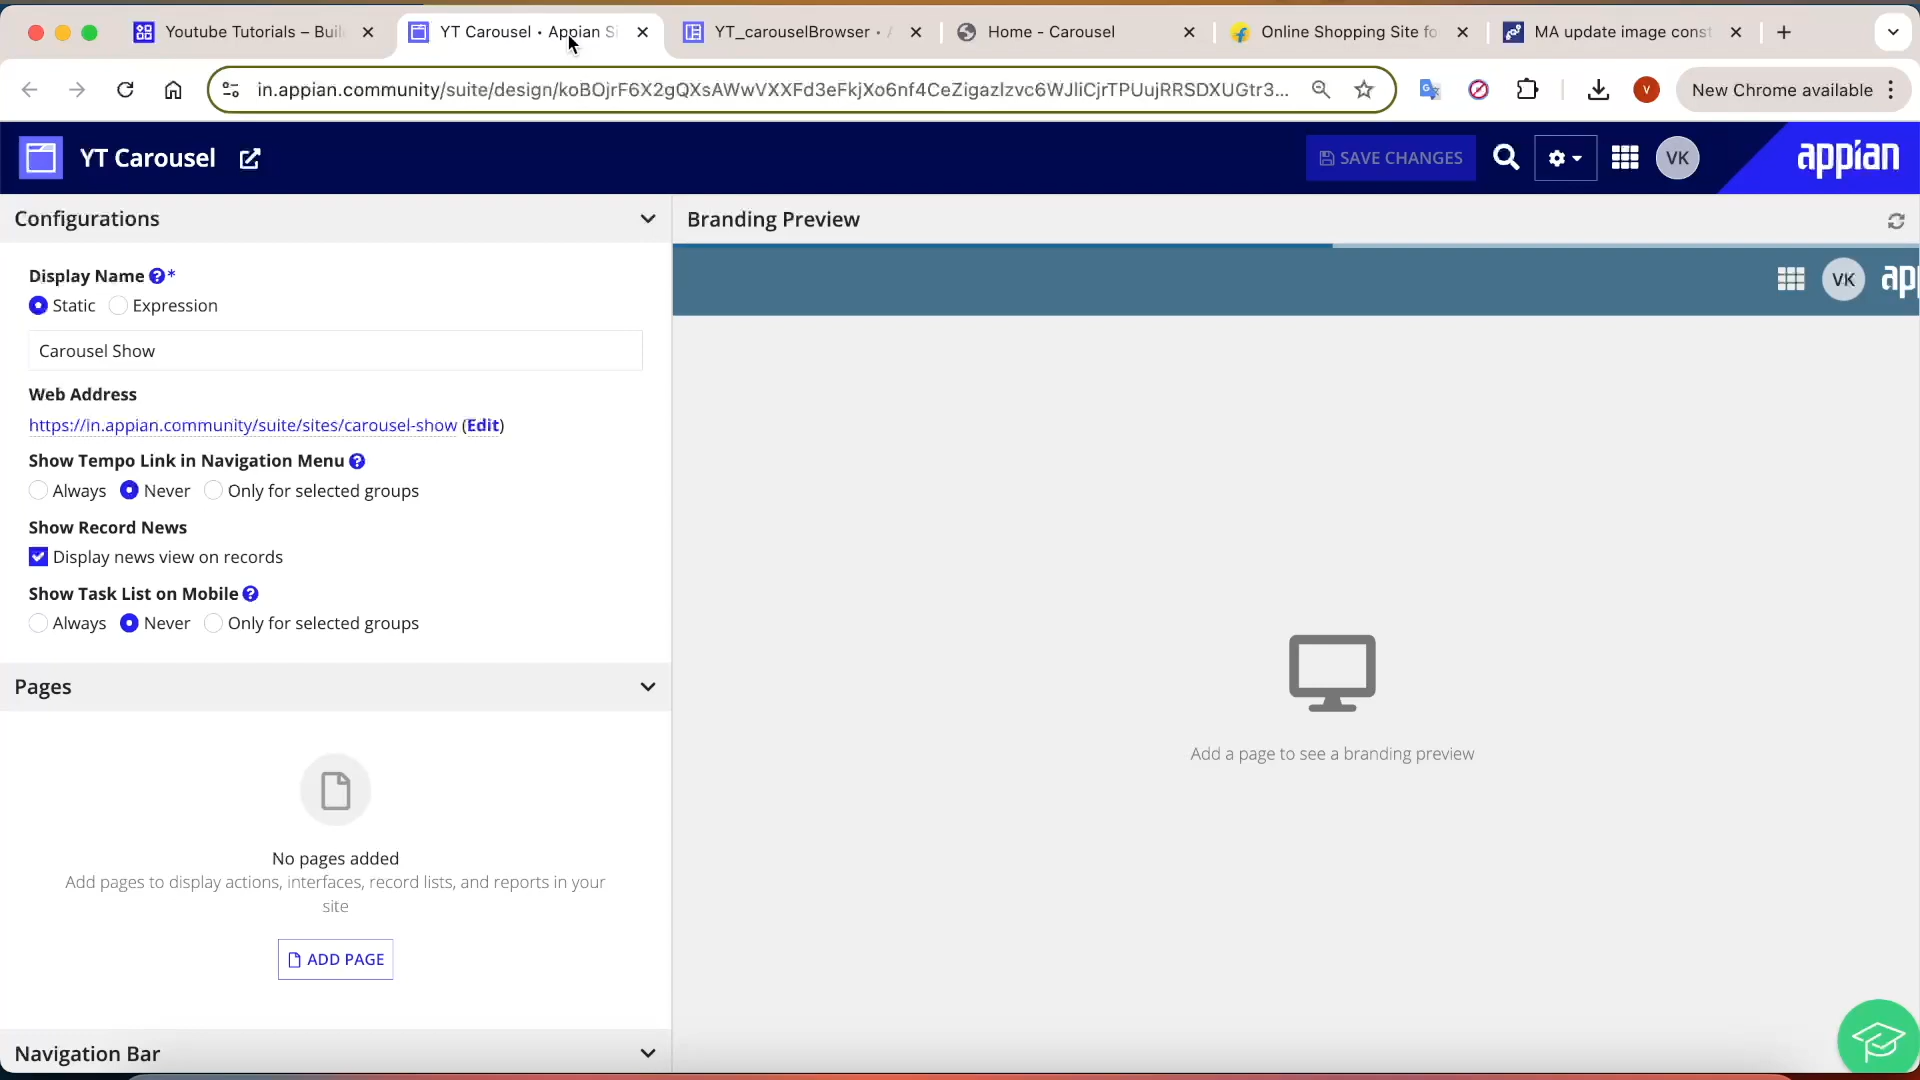 Youtube Tutorials – Buil
YT Carousel • Appian Si
YT_carouselBrowser • A
Home - Carousel
Online Shopping Site fo
MA update image const
in.appian.community/suite/design/koBOjrF6X2gQXsAWwVXXFd3eFkjXo6nf4CeZigazIzvc6WJliCjrTPUujRRSDXUGtr3...
V
New Chrome available
YT Carousel
SAVE CHANGES
VK
appian
Configurations
Branding Preview
Display Name ?*
Static Expression
VK
ap
Carousel Show
Web Address
https://in.appian.community/suite/sites/carousel-show (Edit)
Show Tempo Link in Navigation Menu ?
Always Never Only for selected groups
Show Record News
Display news view on records
Show Task List on Mobile ?
Always Never Only for selected groups
Pages
Add a page to see a branding preview
No pages added
Add pages to display actions, interfaces, record lists, and reports in your
site
ADD PAGE
Navigation Bar